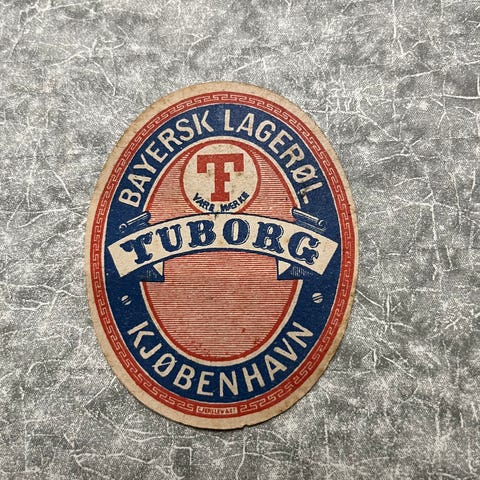 BAYERSK LAGERØL
T
VARE MÆRKE
TUBORG
KJØBENHAVN